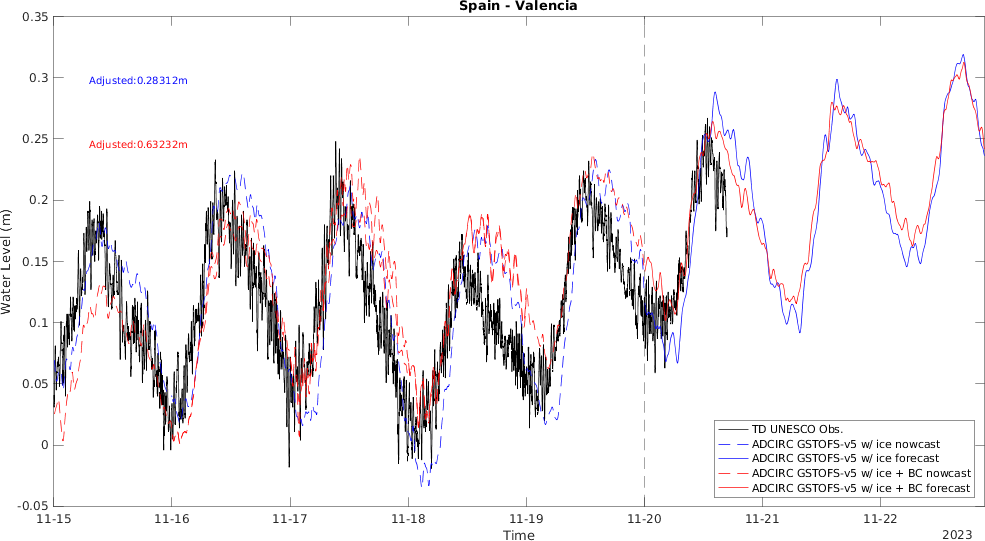 Spain - Valencia
0.35
0.3
0.25
0.2
0.15
0.1
0.05
0
-0.05
Water Level (m)
Adjusted:0.28312m
Adjusted:0.63232m
TD UNESCO Obs.
ADCIRC GSTOFS-v5 w/ ice nowcast
ADCIRC GSTOFS-v5 w/ ice forecast
ADCIRC GSTOFS-v5 w/ ice + BC nowcast
ADCIRC GSTOFS-v5 w/ ice + BC forecast
11-15 11-16 11-17 11-18 11-19 11-20 11-21 11-22
Time
2023